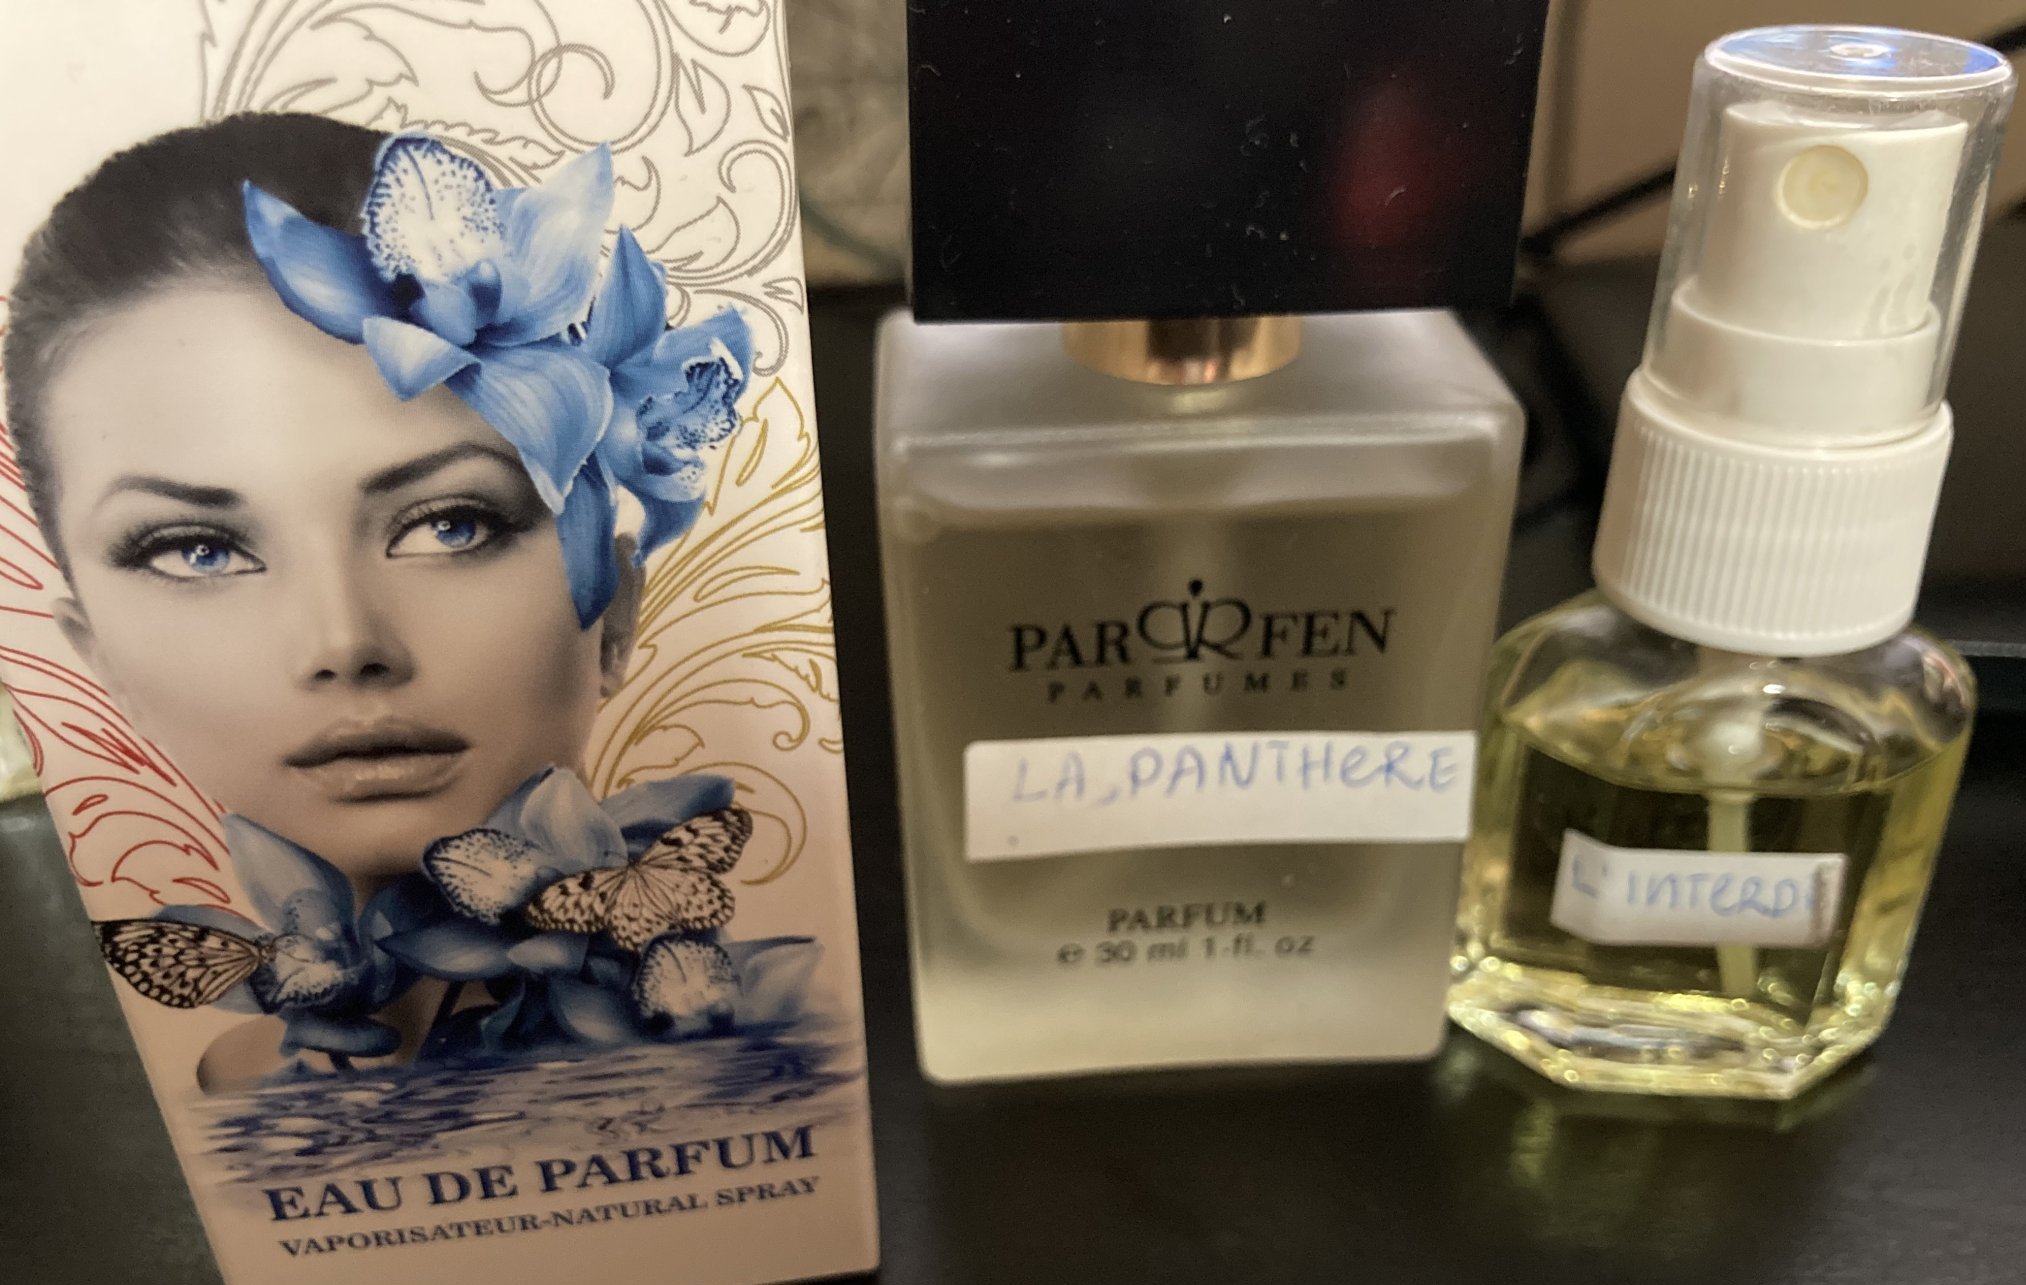 EAU DE PARFUM
VAPORISATEUR-NATURAL SPRAY
PARFEN
PARFUMES
LA PANTHeRE
PARFUM
e 30 ml 1 fl. oz
L'INTERDI